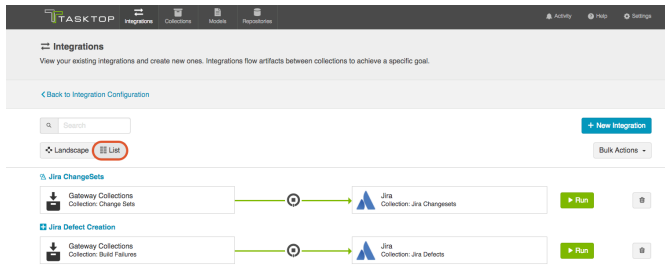 TASKTOP
Integrations
Collections
Models
Repositories
Activity
Help
Settings
Integrations
View your existing integrations and create new ones. Integrations flow artifacts between collections to achieve a specific goal.
Back to Integration Configuration
Search
+ New Integration
Landscape
List
Bulk Actions
Jira ChangeSets
Gateway Collections
Collection: Change Sets
Jira
Collection: Jira Changesets
Run
Jira Defect Creation
Gateway Collections
Collection: Build Failures
Jira
Collection: Jira Defects
Run